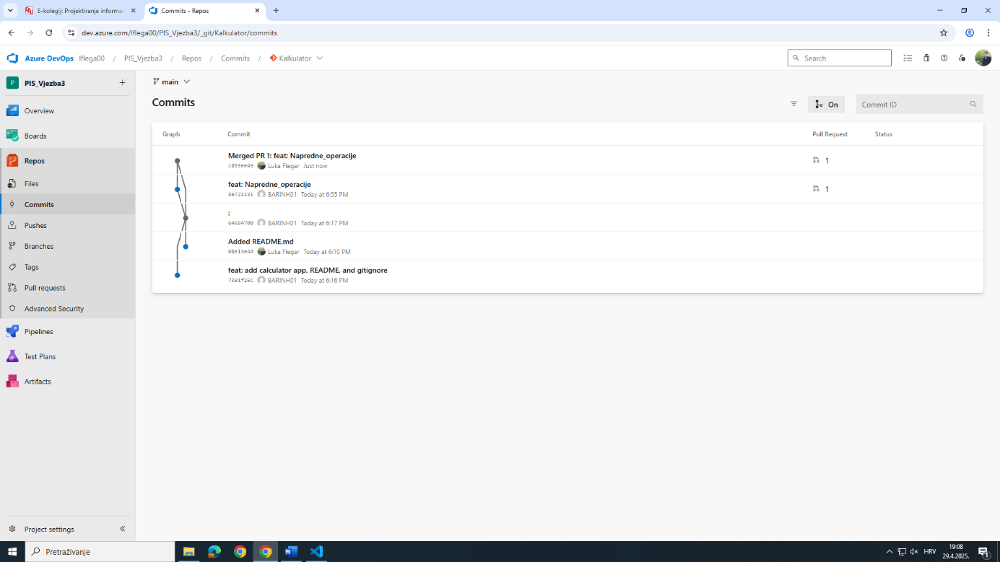 E-kolegij: Projektiranje informac
Commits - Repos
dev.azure.com/lflega00/PIS_Vjezba3/_git/Kalkulator/commits
Azure DevOps lflega00 / PIS_Vjezba3 / Repos / Commits / Kalkulator
Search
P PIS_Vjezba3
main
Commits
On
Commit ID
Overview
Boards
Repos
Files
Commits
Pushes
Branches
Tags
Pull requests
Advanced Security
Pipelines
Test Plans
Artifacts
Project settings
Graph Commit Pull Request Status
Merged PR 1: feat: Napredne_operacije
c859ee45 Luka Flegar Just now
1
feat: Napredne_operacije
8e721131 BARINH01 Today at 6:55 PM
1
:
64684700 BARINH01 Today at 6:17 PM
Added README.md
08e13e4d Luka Flegar Today at 6:10 PM
feat: add calculator app, README, and gitignore
73a1f26c BARINH01 Today at 6:16 PM
Pretraživanje
HRV
19:08
29.4.2025.
1